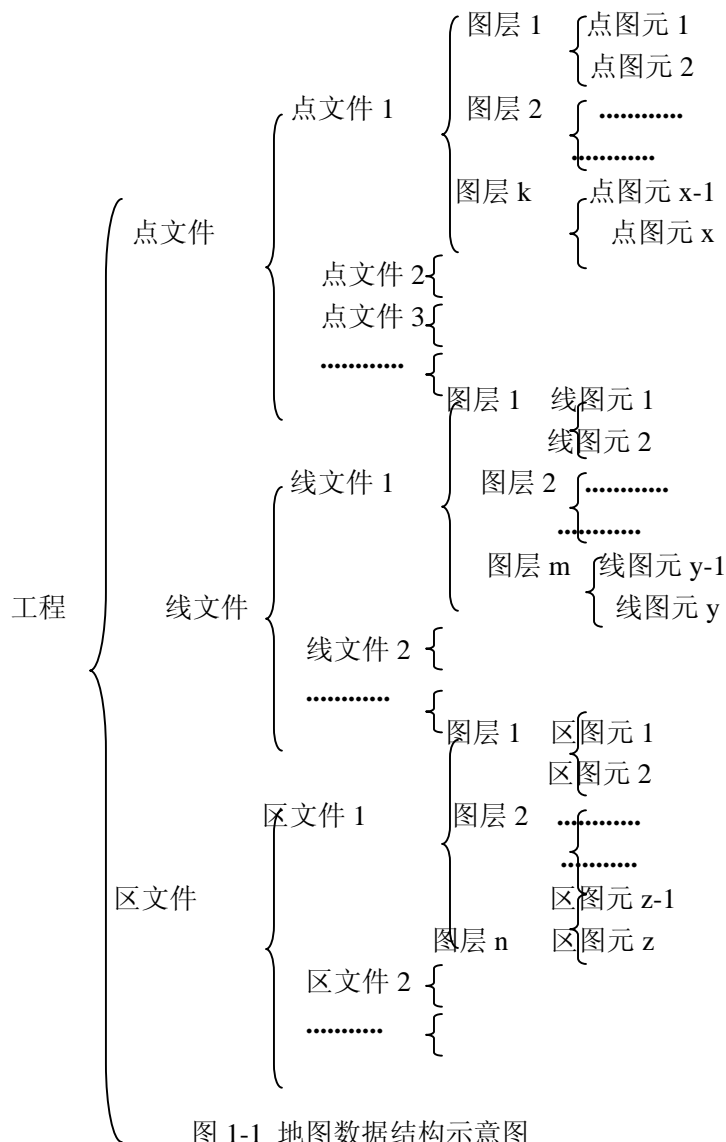 图层 1 点图元 1
点图元 2
点文件 1 图层 2 ............
............
图层 k 点图元 x-1
点文件 点图元 x
点文件 2
点文件 3
............
图层 1 线图元 1
线图元 2
线文件 1 图层 2 ............
............
图层 m 线图元 y-1
工程 线文件 线图元 y
线文件 2
............
图层 1 区图元 1
区图元 2
区文件 1 图层 2 ............
...........
区文件 区图元 z-1
图层 n 区图元 z
区文件 2
...........
图 1-1 地图数据结构示意图